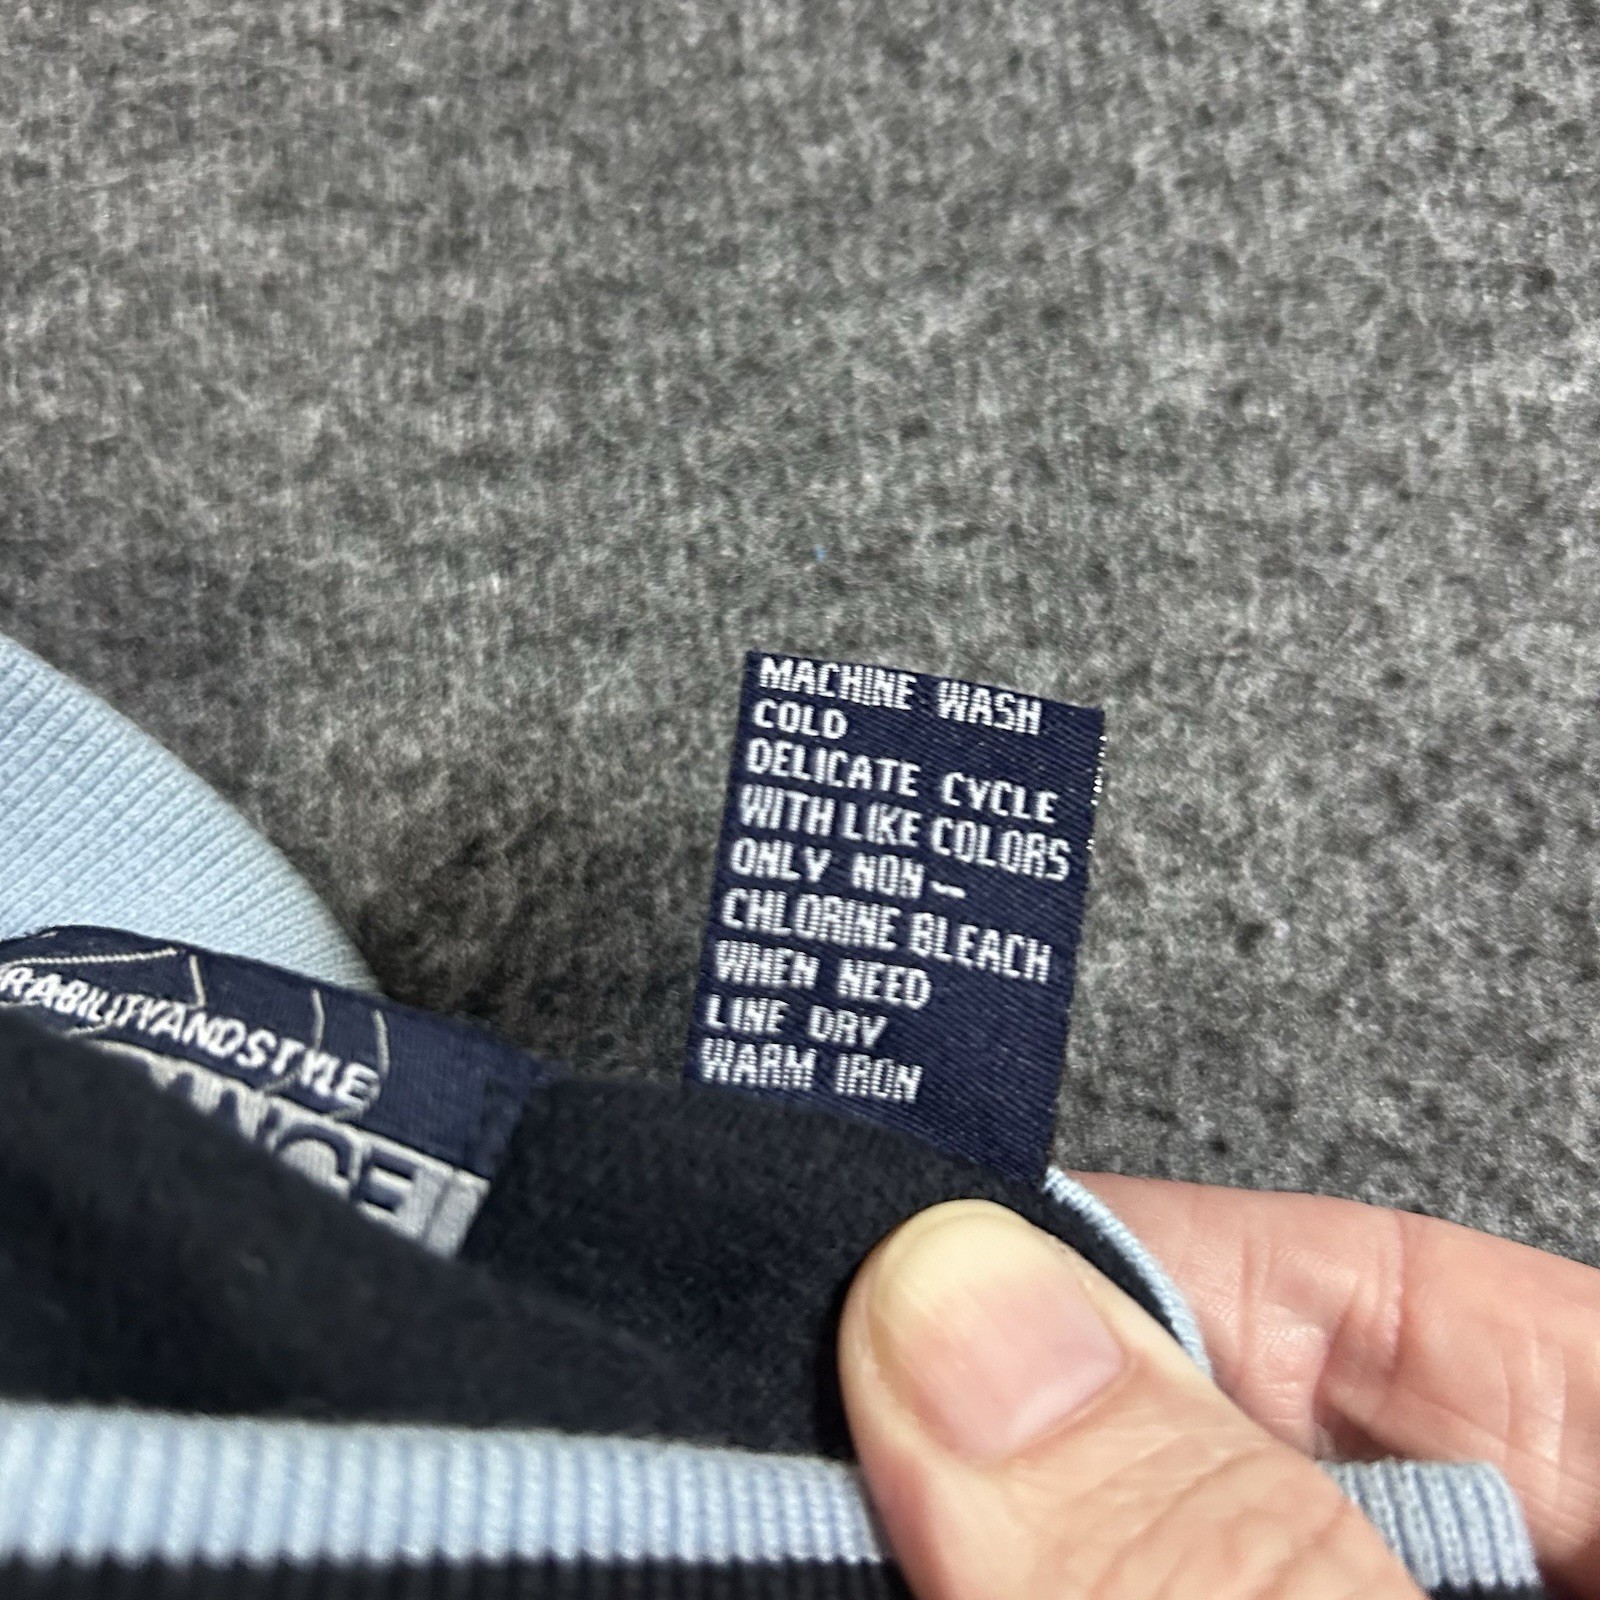 MACHINE WASH
COLD
DELICATE CYCLE
WITH LIKE COLORS
ONLY NON-
CHLORINE BLEACH
WHEN NEED
LINE DRY
WARM IRON
RABILITYANDSTYLE